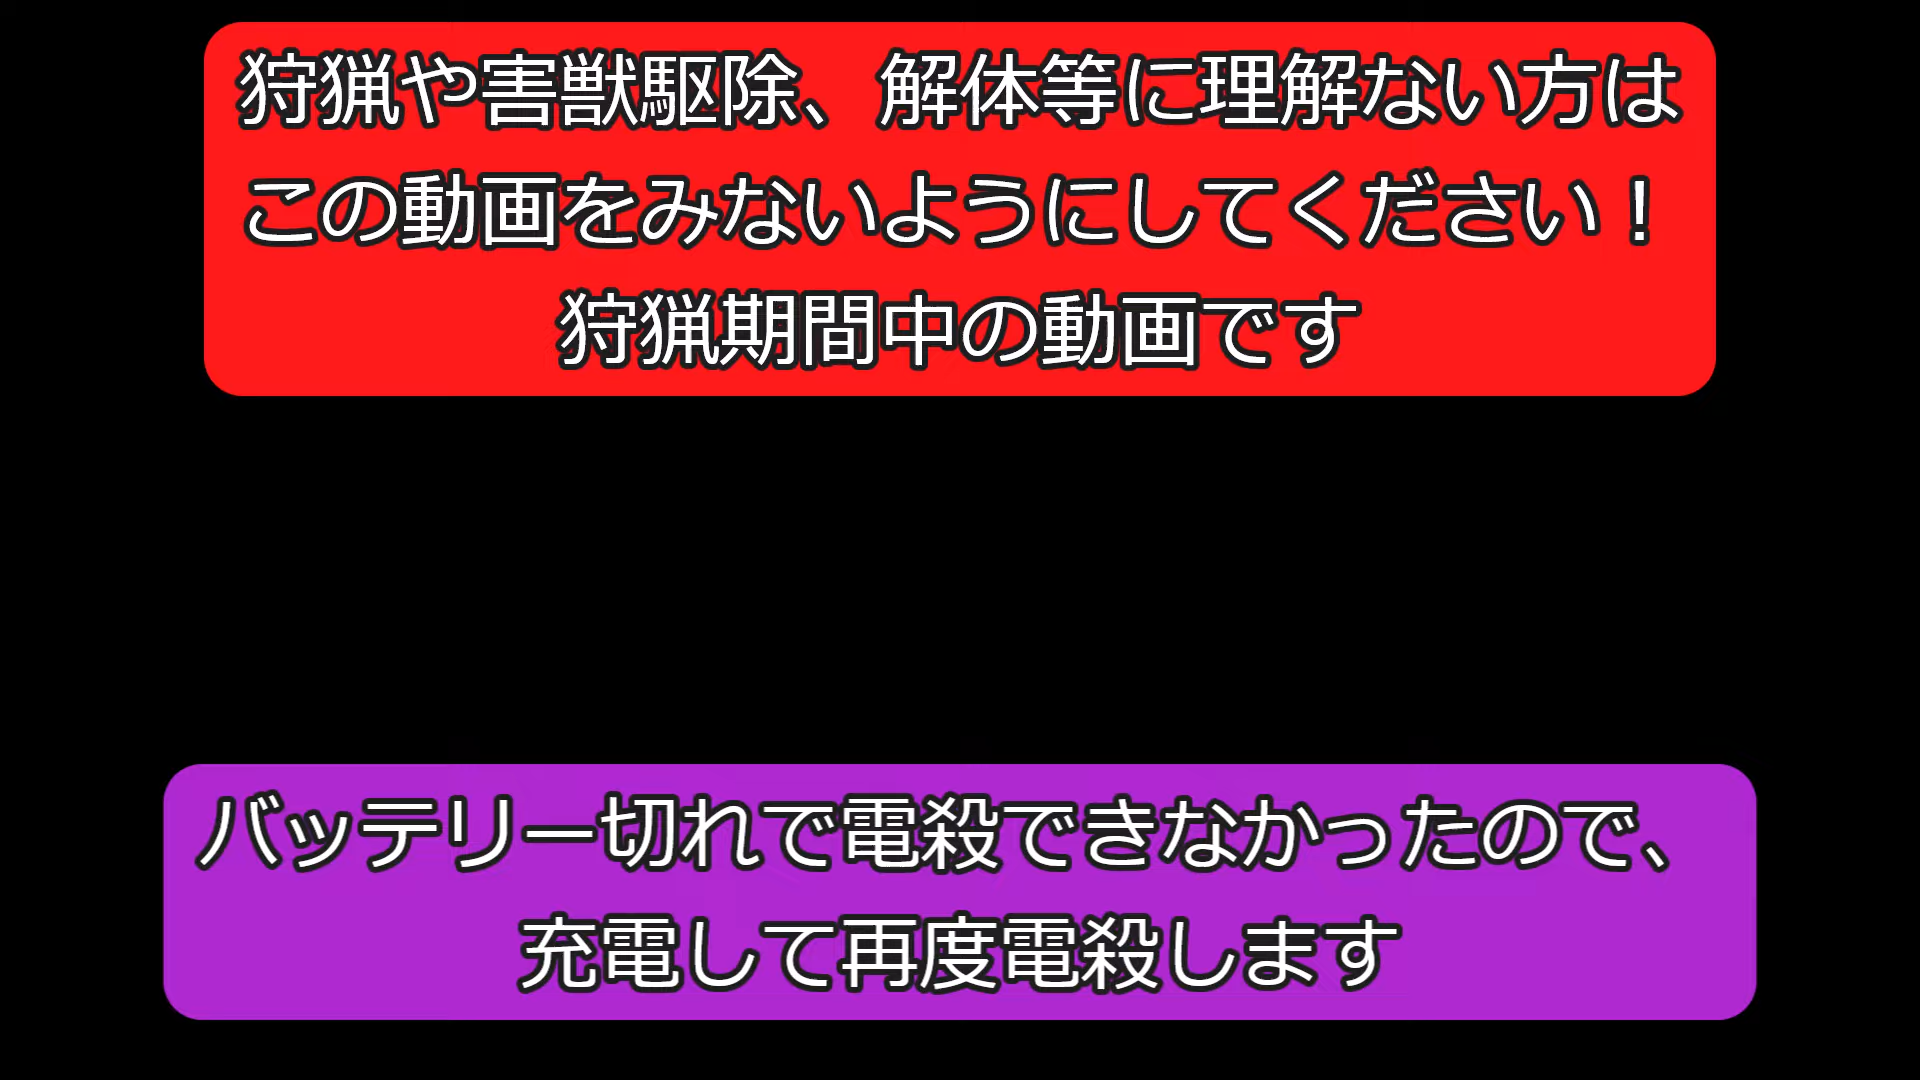 狩猟や害獣駆除、解体等に理解ない方は
この動画をみないようにしてください！
狩猟期間中の動画です
バッテリー切れで電殺できなかったので、
充電して再度電殺します